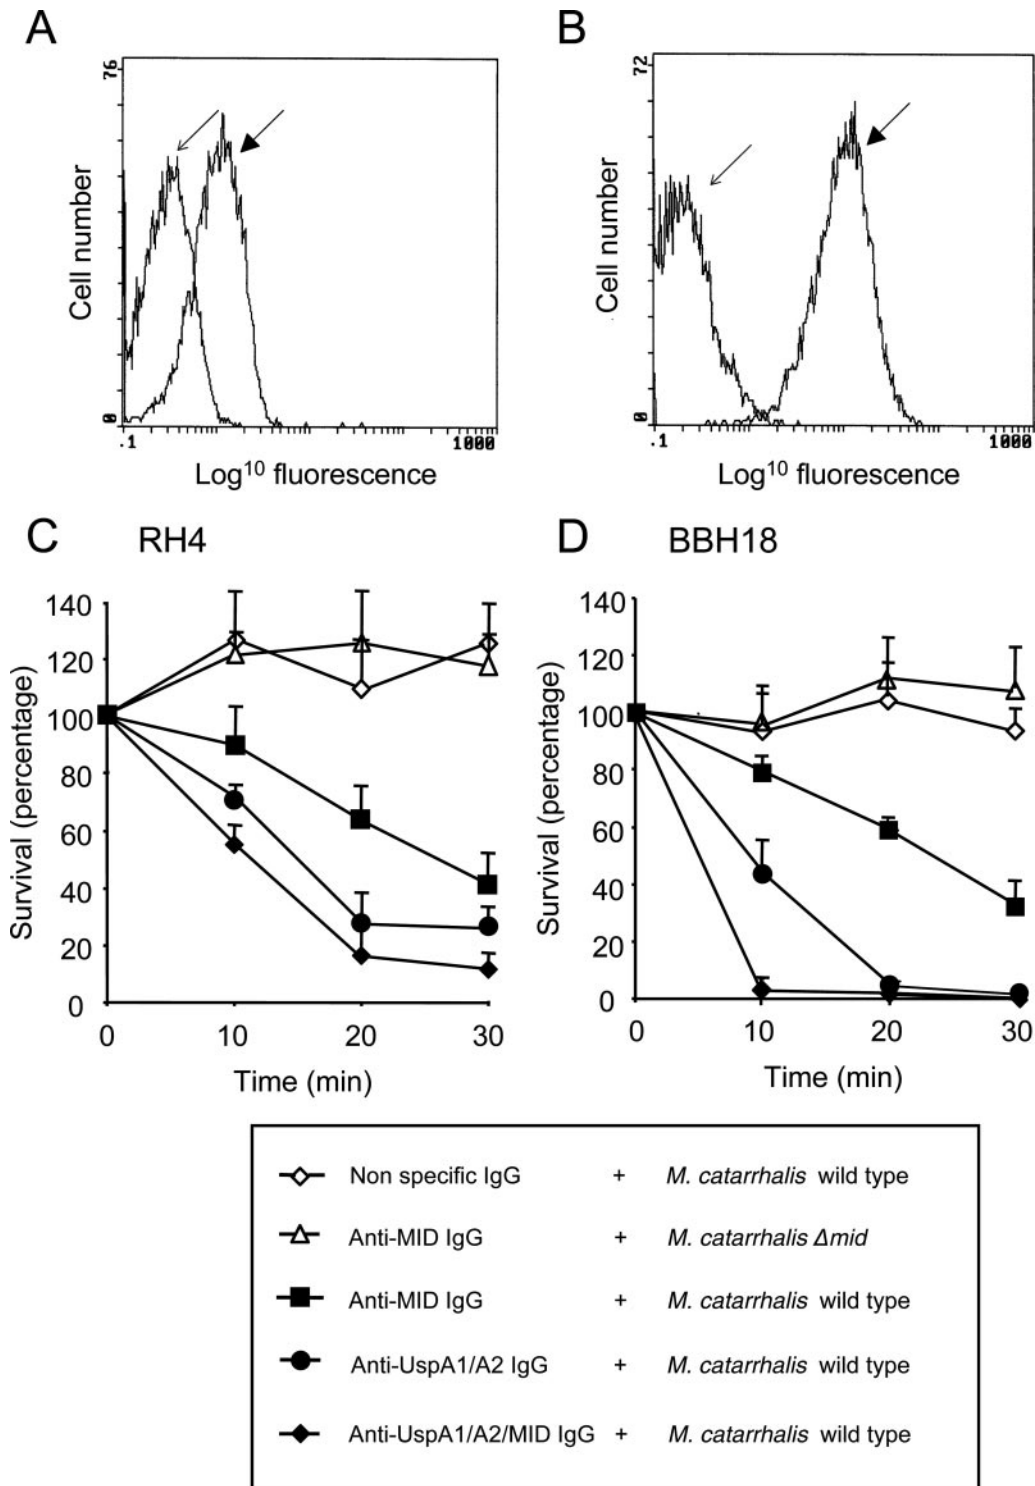 A
B
76
Cell number
0
.1
1000
Log10 fluorescence
72
Cell number
0
.1
1000
Log10 fluorescence
C RH4
140
120
100
80
60
40
20
0
Survival (percentage)
0 10 20 30
Time (min)
D BBH18
140
120
100
80
60
40
20
0
Survival (percentage)
0 10 20 30
Time (min)
Non specific IgG + M. catarrhalis wild type
Anti-MID IgG + M. catarrhalis Δmid
Anti-MID IgG + M. catarrhalis wild type
Anti-UspA1/A2 IgG + M. catarrhalis wild type
Anti-UspA1/A2/MID IgG + M. catarrhalis wild type